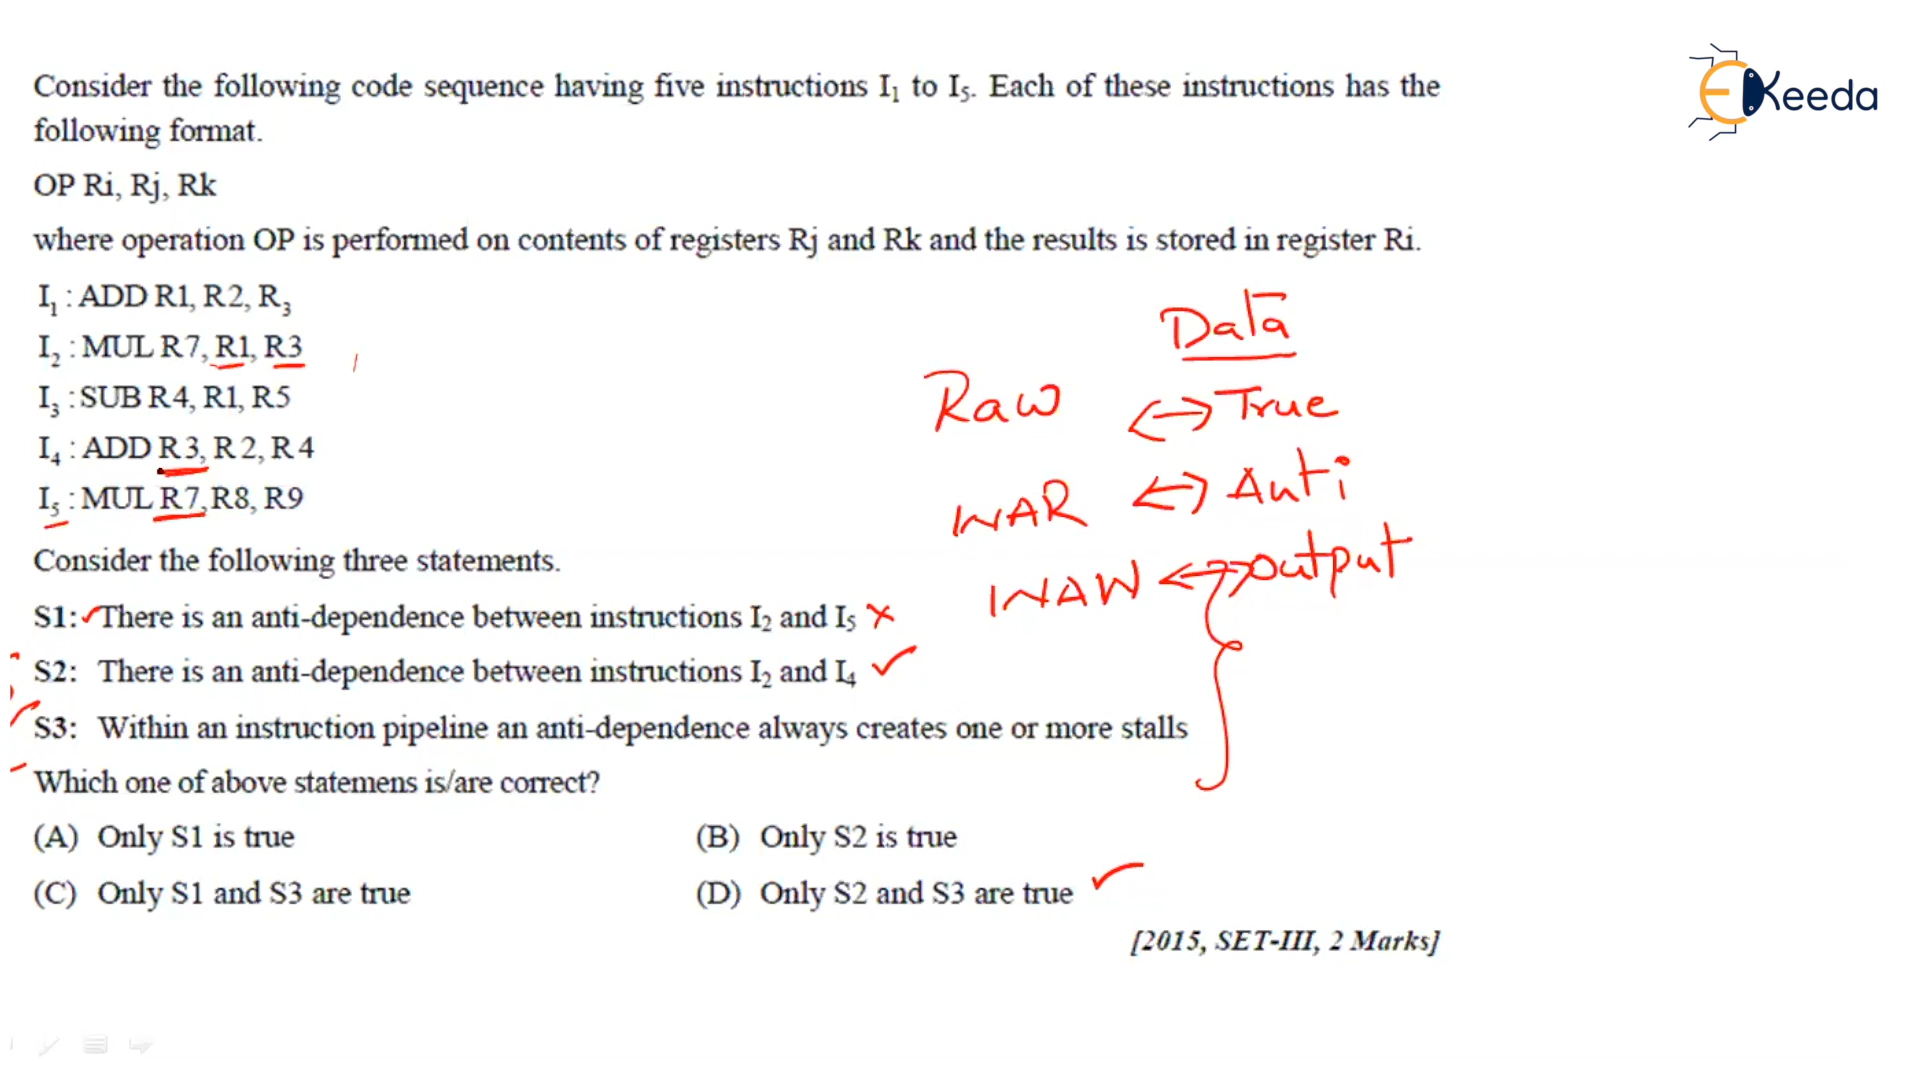 Consider the following code sequence having five instructions I₁ to I₅. Each of these instructions has the
following format.
OP Ri, Rj, Rk
where operation OP is performed on contents of registers Rj and Rk and the results is stored in register Ri.
I₁ : ADD R1, R2, R₃
I₂ : MUL R7, R1, R3
I₃ : SUB R4, R1, R5
I₄ : ADD R3, R2, R4
I₅ : MUL R7, R8, R9
Consider the following three statements.
S1: There is an anti-dependence between instructions I₂ and I₅
S2: There is an anti-dependence between instructions I₂ and I₄
S3: Within an instruction pipeline an anti-dependence always creates one or more stalls
Which one of above statemens is/are correct?
(A) Only S1 is true
(B) Only S2 is true
(C) Only S1 and S3 are true
(D) Only S2 and S3 are true
[2015, SET-III, 2 Marks]
Data
Raw ↔ True
WAR ↔ Anti
WAW ↔ output
EKeeda